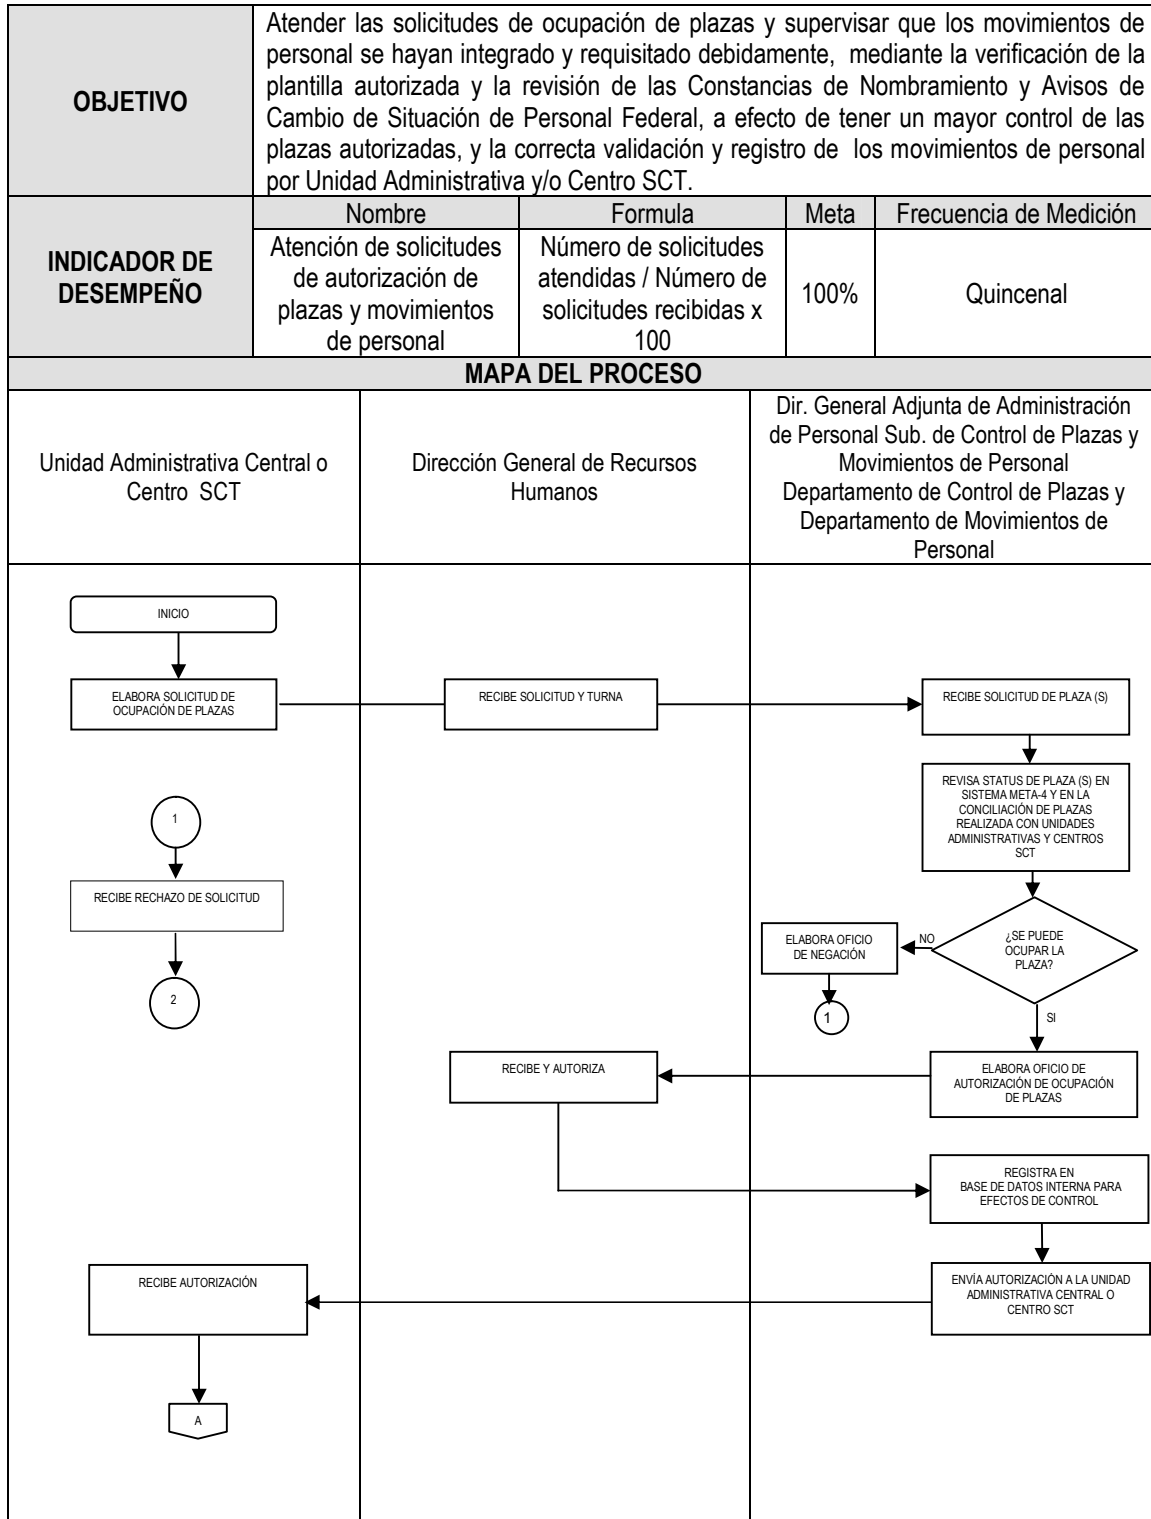 OBJETIVO
Atender las solicitudes de ocupación de plazas y supervisar que los movimientos de
personal se hayan integrado y requisitado debidamente, mediante la verificación de la
plantilla autorizada y la revisión de las Constancias de Nombramiento y Avisos de
Cambio de Situación de Personal Federal, a efecto de tener un mayor control de las
plazas autorizadas, y la correcta validación y registro de los movimientos de personal
por Unidad Administrativa y/o Centro SCT.
INDICADOR DE
DESEMPEÑO
Nombre
Formula
Meta
Frecuencia de Medición
Atención de solicitudes
de autorización de
plazas y movimientos
de personal
Número de solicitudes
atendidas / Número de
solicitudes recibidas x
100
100%
Quincenal
MAPA DEL PROCESO
Unidad Administrativa Central o
Centro SCT
Dirección General de Recursos
Humanos
Dir. General Adjunta de Administración
de Personal Sub. de Control de Plazas y
Movimientos de Personal
Departamento de Control de Plazas y
Departamento de Movimientos de
Personal
INICIO
ELABORA SOLICITUD DE
OCUPACIÓN DE PLAZAS
RECIBE SOLICITUD Y TURNA
RECIBE SOLICITUD DE PLAZA (S)
REVISA STATUS DE PLAZA (S) EN
SISTEMA META-4 Y EN LA
CONCILIACIÓN DE PLAZAS
REALIZADA CON UNIDADES
ADMINISTRATIVAS Y CENTROS
SCT
1
RECIBE RECHAZO DE SOLICITUD
2
¿SE PUEDE
OCUPAR LA
PLAZA?
NO
ELABORA OFICIO
DE NEGACIÓN
1
SI
ELABORA OFICIO DE
AUTORIZACIÓN DE OCUPACIÓN
DE PLAZAS
RECIBE Y AUTORIZA
REGISTRA EN
BASE DE DATOS INTERNA PARA
EFECTOS DE CONTROL
ENVÍA AUTORIZACIÓN A LA UNIDAD
ADMINISTRATIVA CENTRAL O
CENTRO SCT
RECIBE AUTORIZACIÓN
A